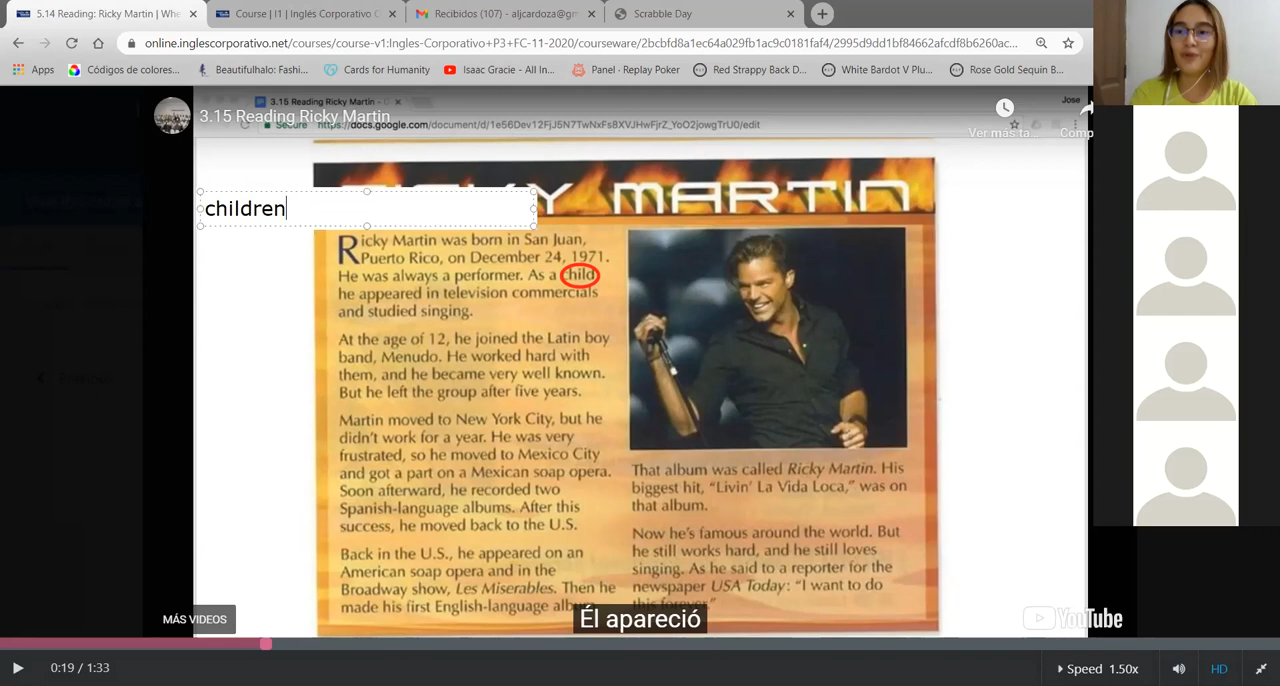 5.14 Reading: Ricky Martin | Whe
Course | I1 | Inglés Corporativo C
Recibidos (107) - aljcardoza@gm
Scrabble Day
online.inglescorporativo.net/courses/course-v1:Ingles-Corporativo+P3+FC-11-2020/courseware/2bcbfd8a1ec64a029fb1ac9c0181faf4/2995d9dd1bf84662afcdf8b6260ac...
Apps
Códigos de colores...
Beautifulhalo: Fashi...
Cards for Humanity
Isaac Gracie - All In...
Panel · Replay Poker
Red Strappy Back D...
White Bardot V Plu...
Rose Gold Sequin B...
3.15 Reading Ricky Martin -
Jose
3.15 Reading Ricky Martin
Secure https://docs.google.com/document/d/1e56Dev12FjJ5N7TwNxFs8XVJHwFjrZ_YoO2jowgTrU0/edit
Ver más ta...
Comp
RICKY MARTIN
children
Ricky Martin was born in San Juan,
Puerto Rico, on December 24, 1971.
He was always a performer. As a child
he appeared in television commercials
and studied singing.
At the age of 12, he joined the Latin boy
band, Menudo. He worked hard with
them, and he became very well known.
But he left the group after five years.
Martin moved to New York City, but he
didn't work for a year. He was very
frustrated, so he moved to Mexico City
and got a part on a Mexican soap opera.
Soon afterward, he recorded two
Spanish-language albums. After this
success, he moved back to the U.S.
Back in the U.S., he appeared on an
American soap opera and in the
Broadway show, Les Miserables. Then he
made his first English-language album
That album was called Ricky Martin. His
biggest hit, "Livin' La Vida Loca," was on
that album.
Now he's famous around the world. But
he still works hard, and he still loves
singing. As he said to a reporter for the
newspaper USA Today: "I want to do
this forever."
Él apareció
MÁS VIDEOS
YouTube
0:19 / 1:33
Speed 1.50x
HD